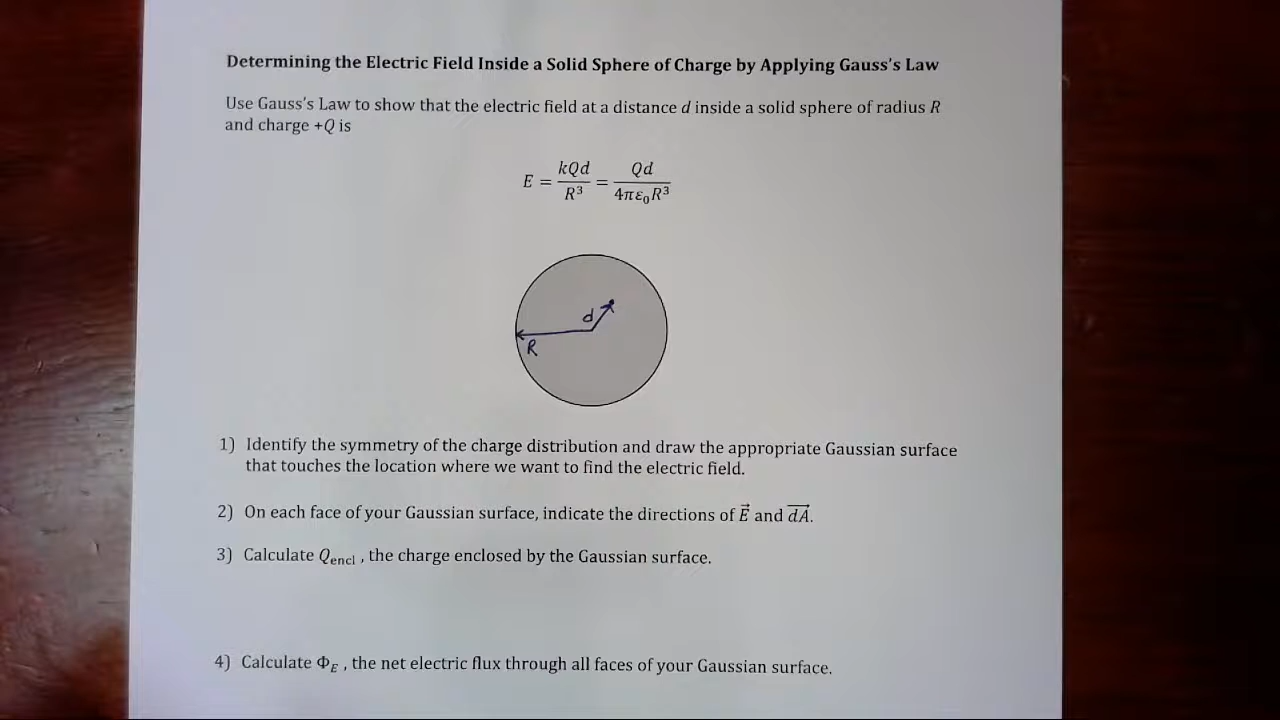 Determining the Electric Field Inside a Solid Sphere of Charge by Applying Gauss's Law
Use Gauss's Law to show that the electric field at a distance d inside a solid sphere of radius R
and charge +Q is
E = kQd/R³ = Qd/4πε₀R³
d
R
1) Identify the symmetry of the charge distribution and draw the appropriate Gaussian surface
that touches the location where we want to find the electric field.
2) On each face of your Gaussian surface, indicate the directions of E⃗ and dA⃗.
3) Calculate Qencl , the charge enclosed by the Gaussian surface.
4) Calculate ΦE , the net electric flux through all faces of your Gaussian surface.